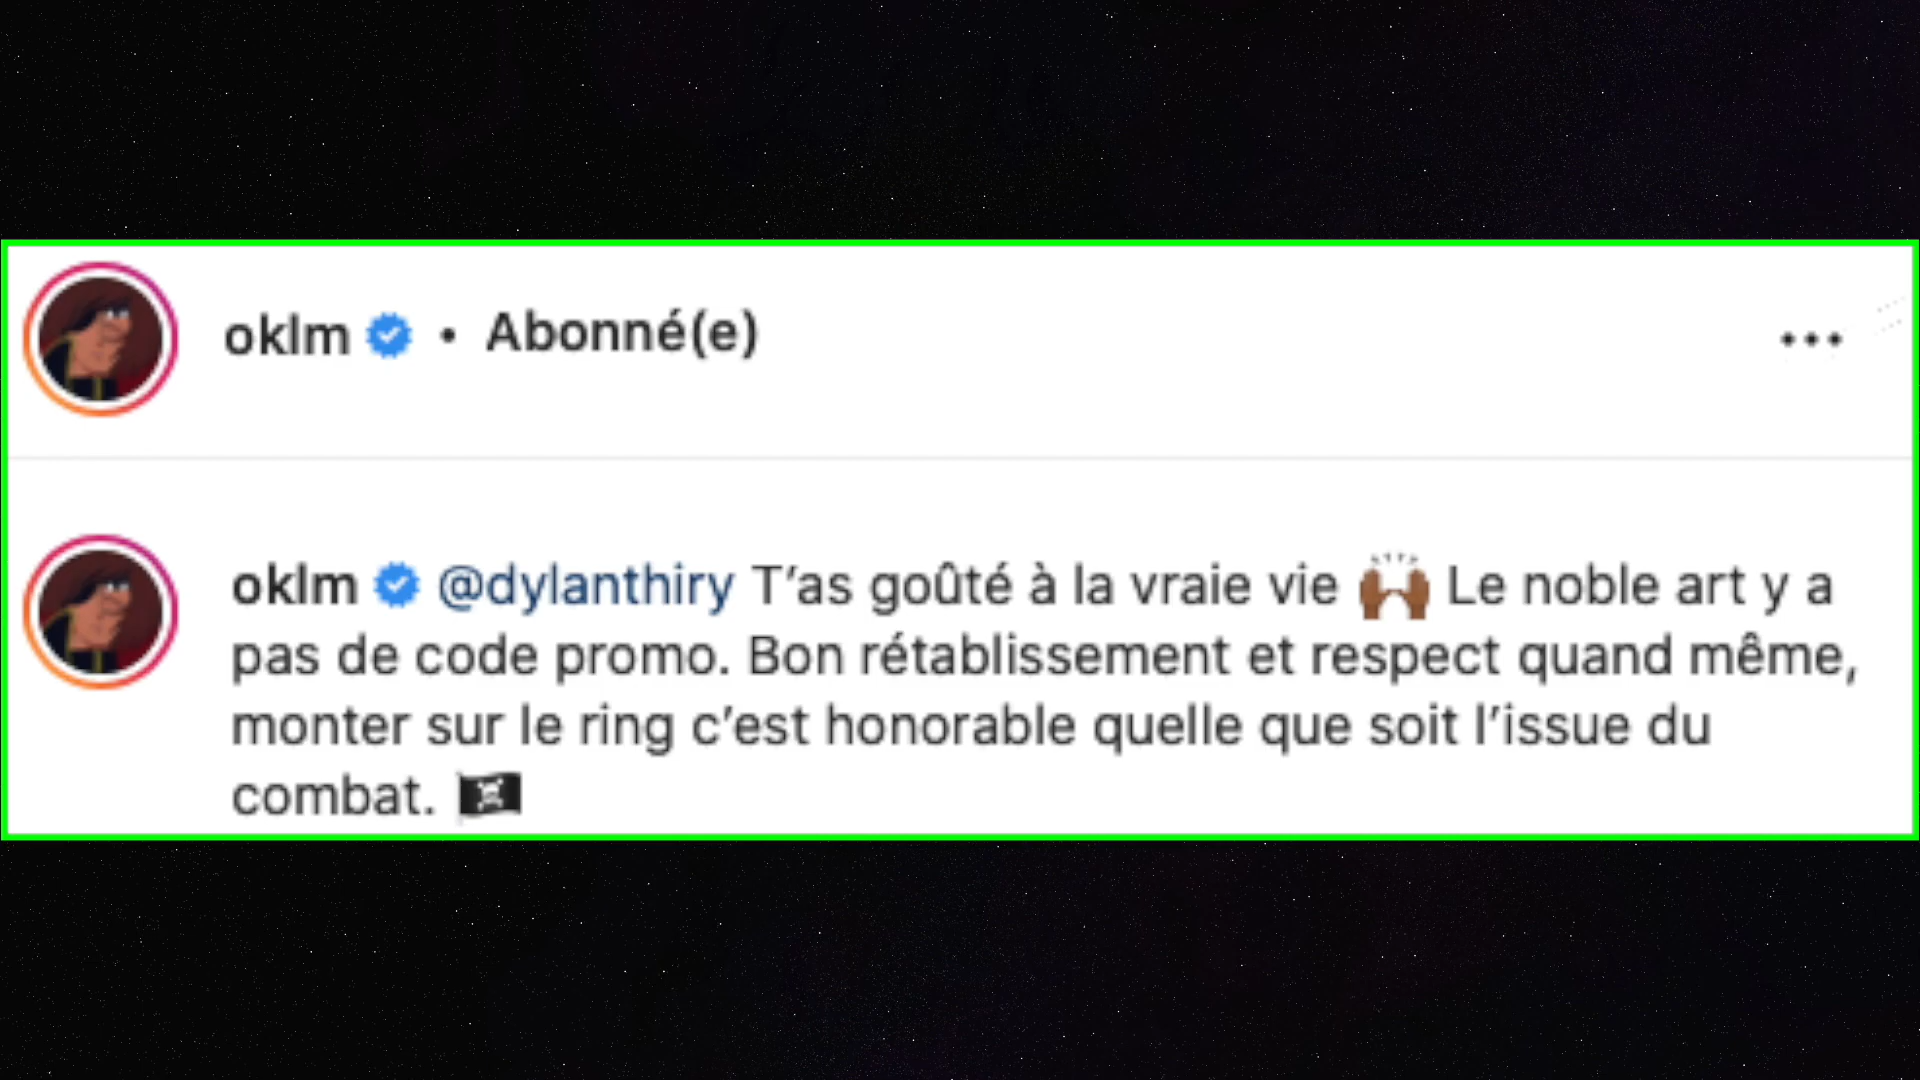 oklm • Abonné(e)
oklm @dylanthiry T’as goûté à la vraie vie 🙌🏾 Le noble art y a
pas de code promo. Bon rétablissement et respect quand même,
monter sur le ring c’est honorable quelle que soit l’issue du
combat. 🏴‍☠️